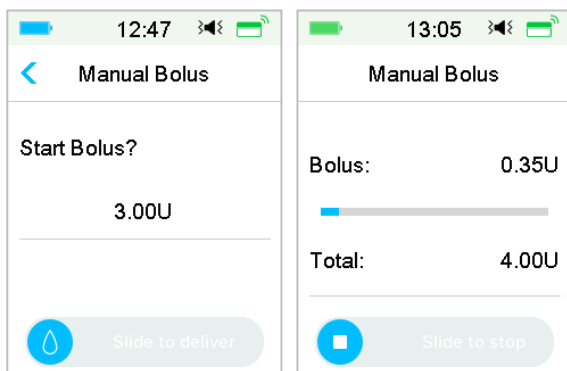 12:47
Manual Bolus
Start Bolus?
3.00U
Slide to deliver
13:05
Manual Bolus
Bolus: 0.35U
Total: 4.00U
Slide to stop